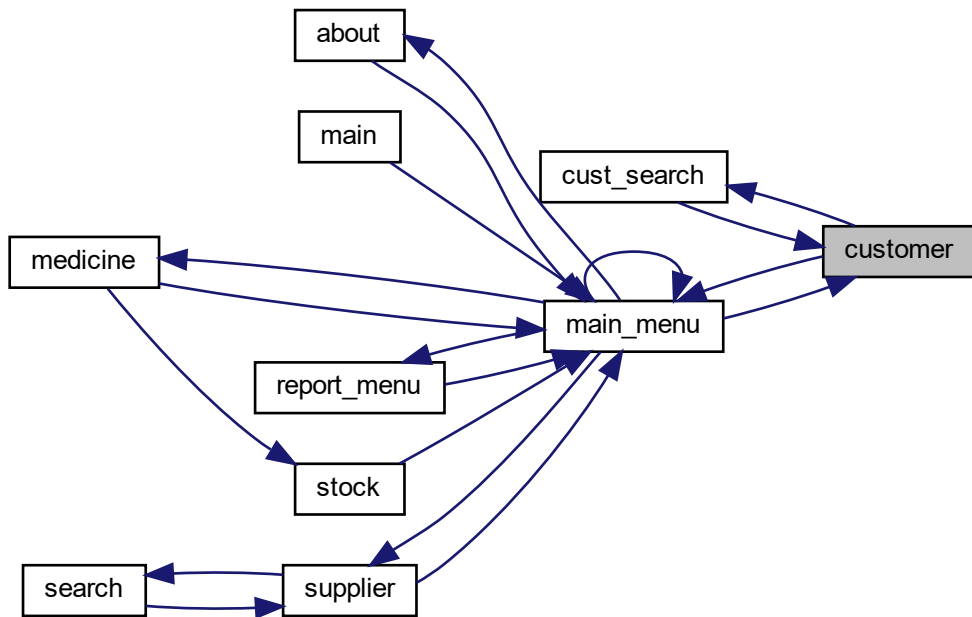 about
main
cust_search
customer
medicine
main_menu
report_menu
stock
search
supplier